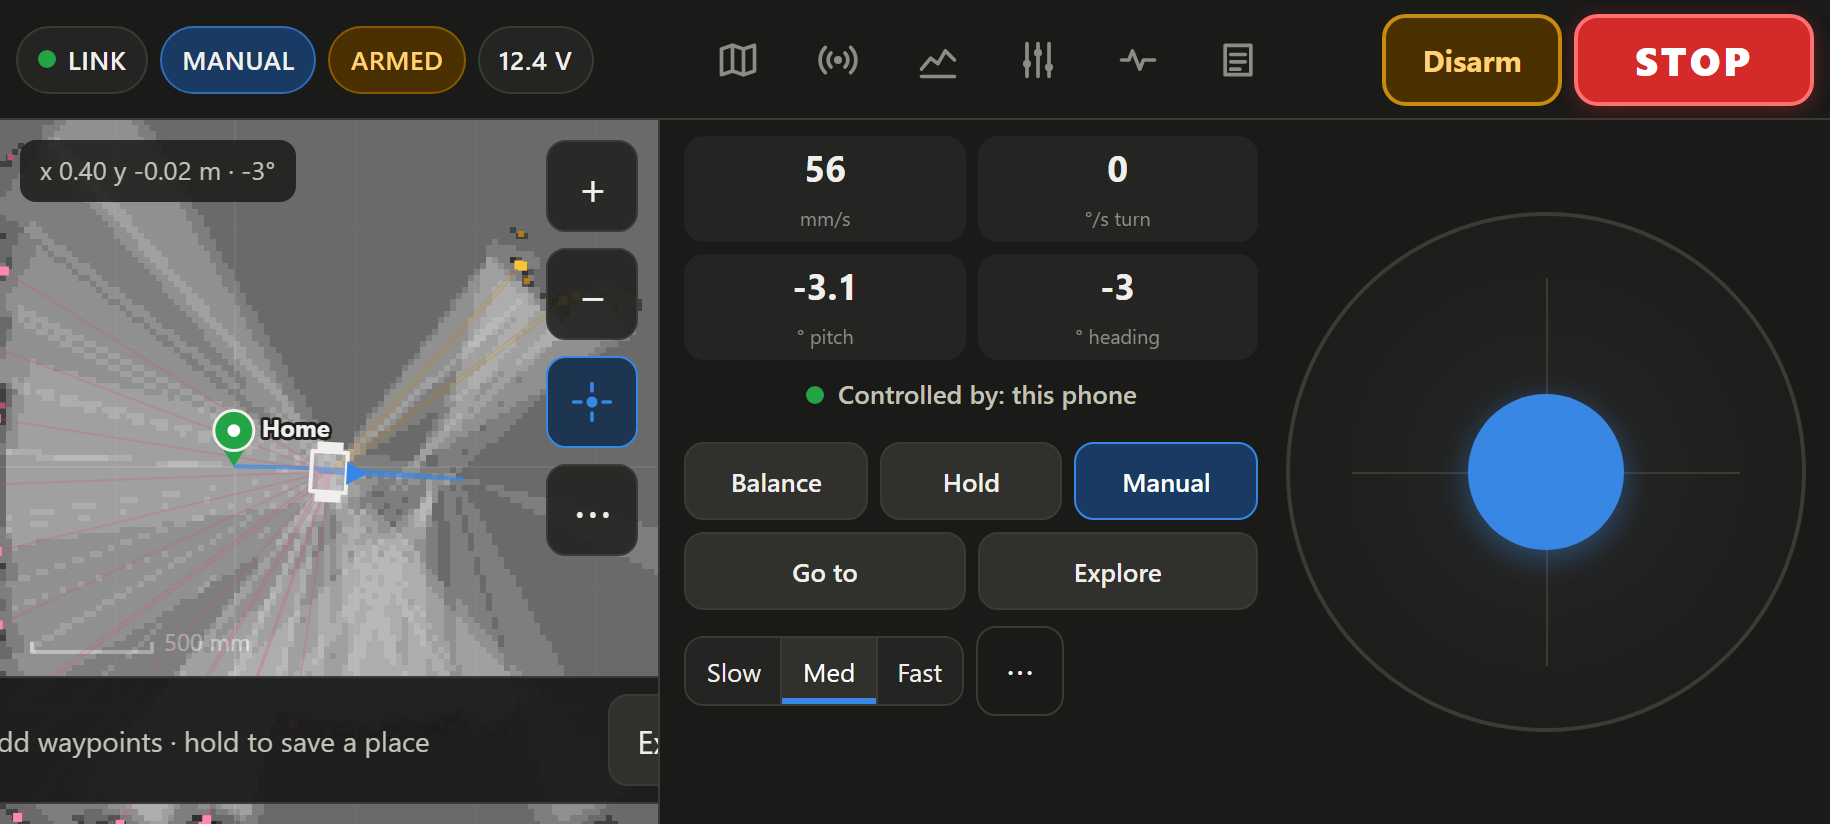 LINK
MANUAL
ARMED
12.4 V
Disarm
STOP
x 0.40 y -0.02 m · -3°
+
−
...
Home
500 mm
dd waypoints · hold to save a place
Ex
56
mm/s
0
°/s turn
-3.1
° pitch
-3
° heading
Controlled by: this phone
Balance
Hold
Manual
Go to
Explore
Slow
Med
Fast
...